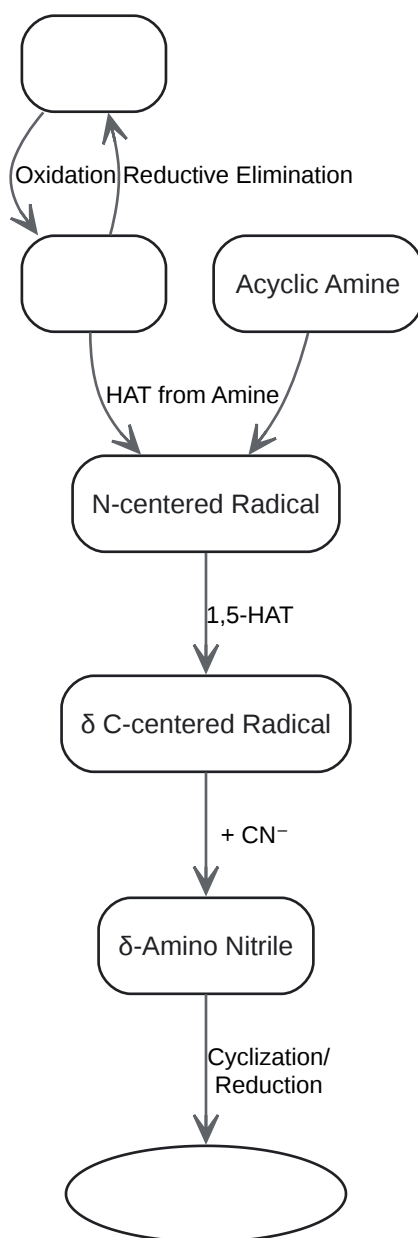 Oxidation
Reductive Elimination
Acyclic Amine
HAT from Amine
N-centered Radical
1,5-HAT
δ C-centered Radical
+ CN⁻
δ-Amino Nitrile
Cyclization/
Reduction